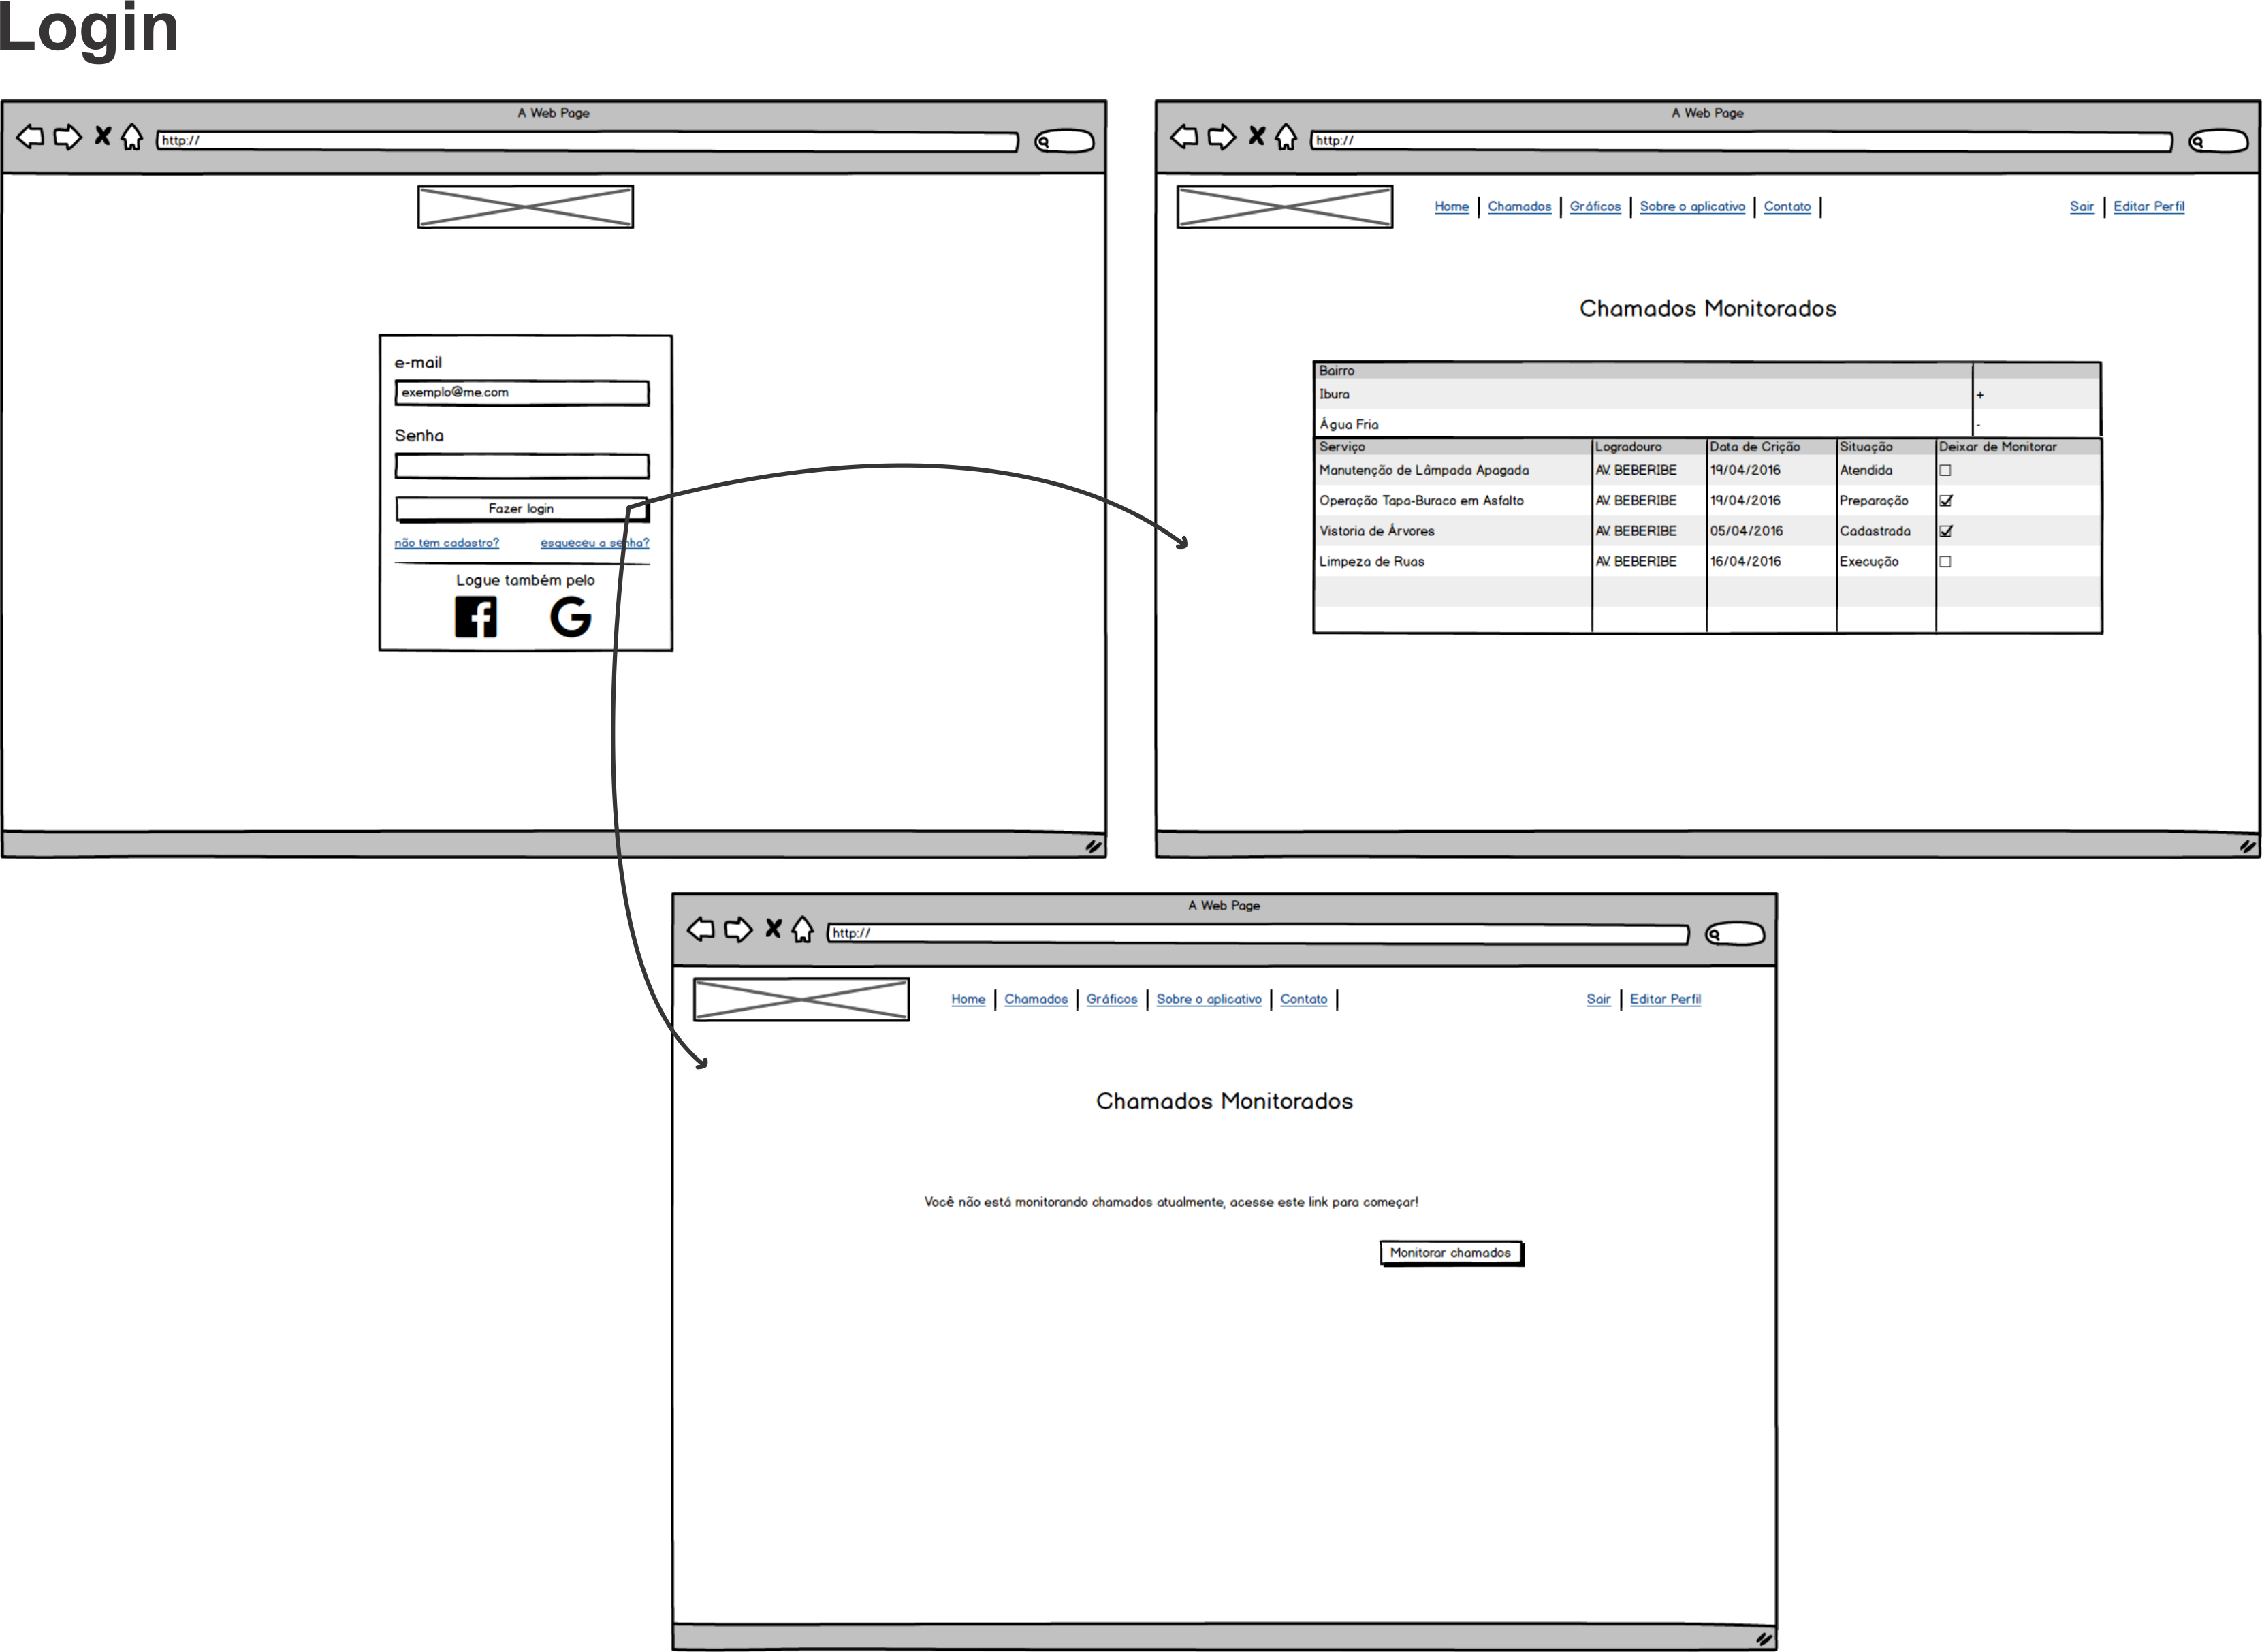 Login
A Web Page
http://
e-mail
exemplo@me.com
Senha
Fazer login
não tem cadastro? esqueceu a senha?
Logue também pelo
A Web Page
http://
Home Chamados Gráficos Sobre o aplicativo Contato Sair Editar Perfil
Chamados Monitorados
Bairro
Ibura +
Água Fria -
Serviço Logradouro Data de Crição Situação Deixar de Monitorar
Manutenção de Lâmpada Apagada AV. BEBERIBE 19/04/2016 Atendida
Operação Tapa-Buraco em Asfalto AV. BEBERIBE 19/04/2016 Preparação
Vistoria de Árvores AV. BEBERIBE 05/04/2016 Cadastrada
Limpeza de Ruas AV. BEBERIBE 16/04/2016 Execução
A Web Page
http://
Home Chamados Gráficos Sobre o aplicativo Contato Sair Editar Perfil
Chamados Monitorados
Você não está monitorando chamados atualmente, acesse este link para começar!
Monitorar chamados